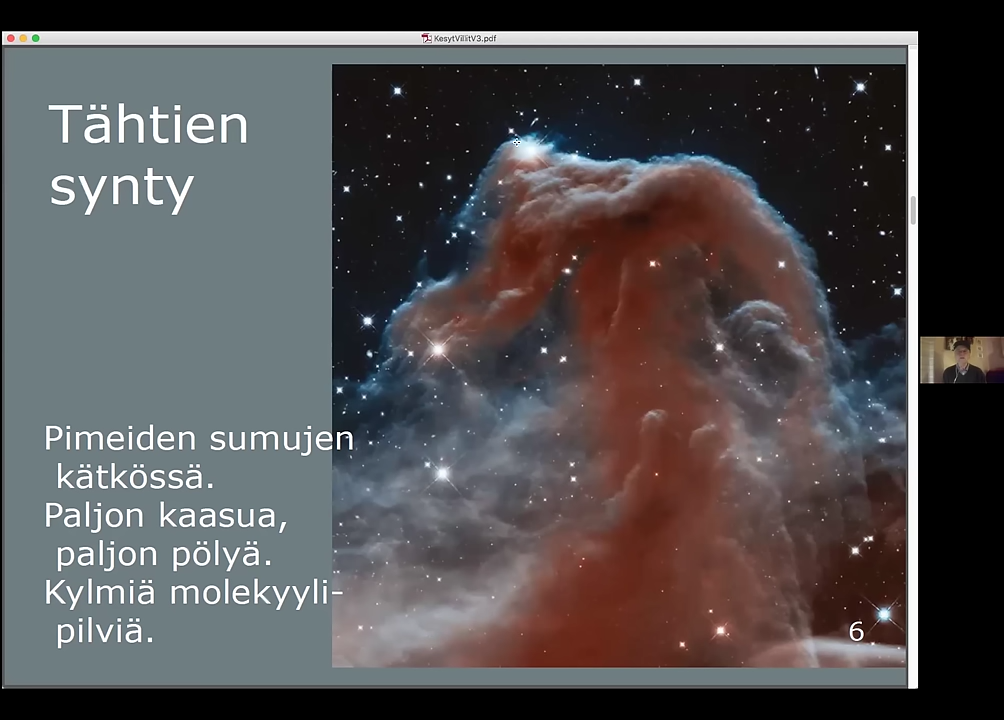 KesytVillitV3.pdf
Tähtien
synty
Pimeiden sumujen
kätkössä.
Paljon kaasua,
paljon pölyä.
Kylmiä molekyyli-
pilviä.
6